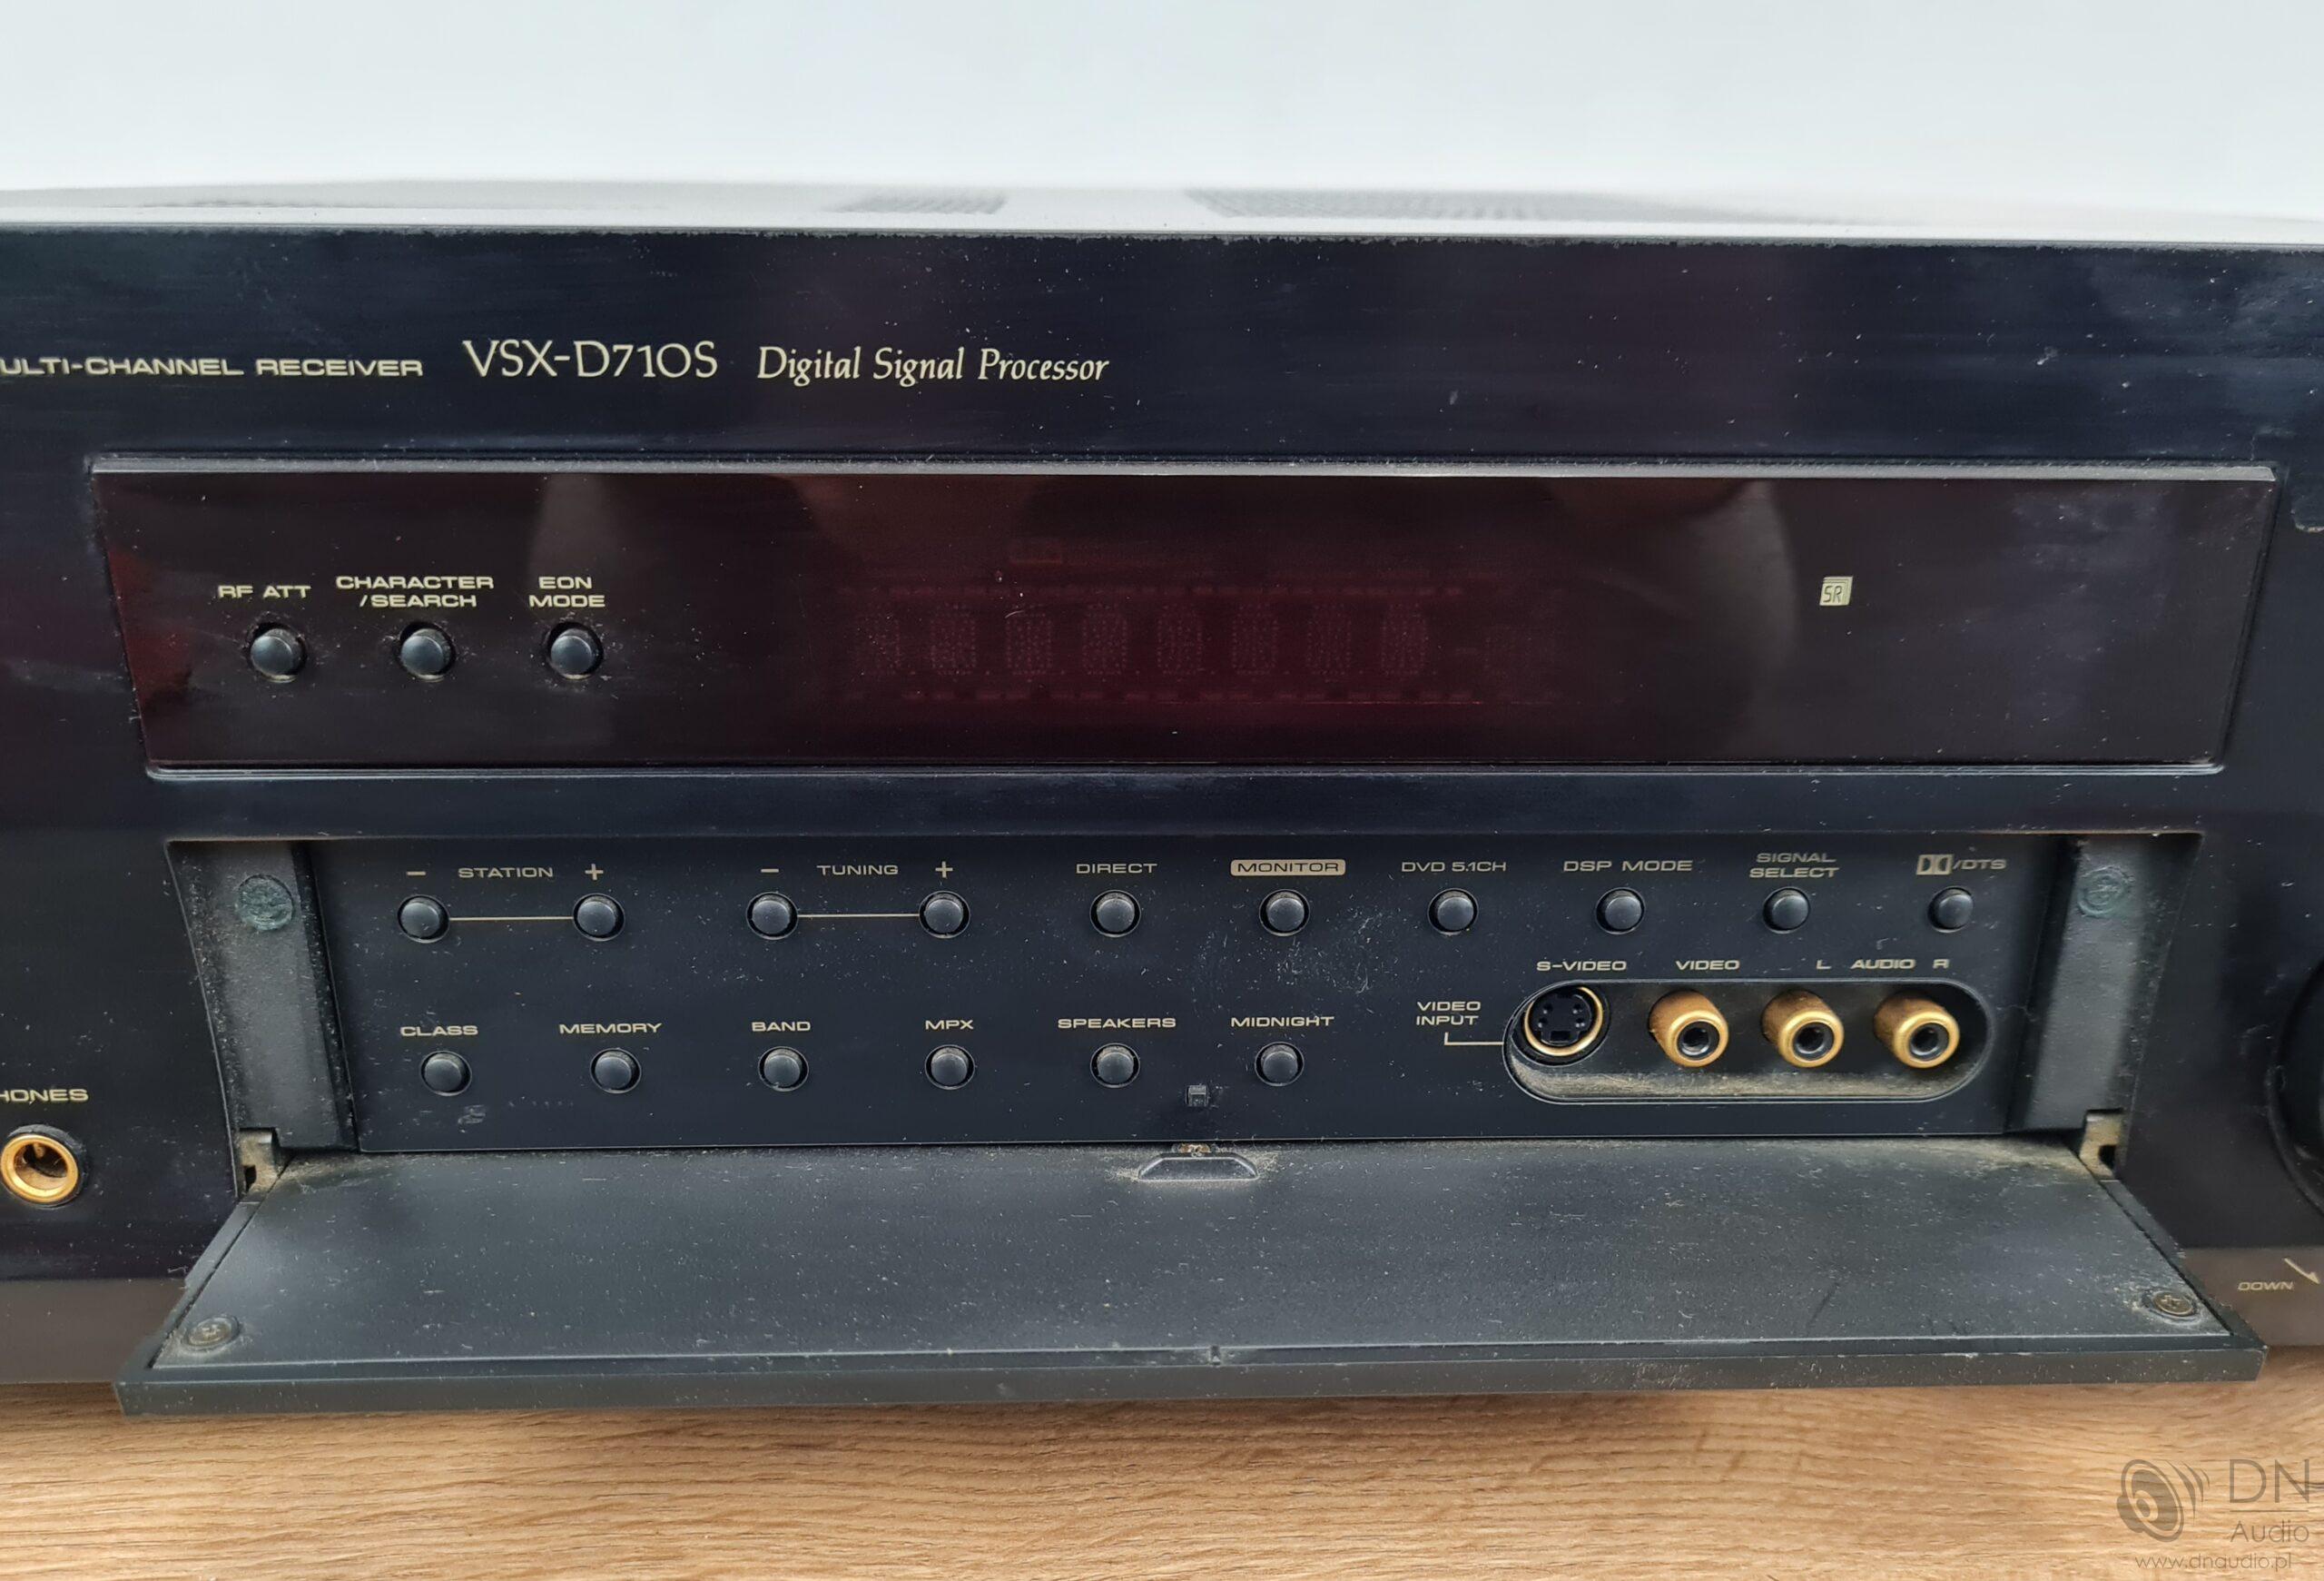 ULTI-CHANNEL RECEIVER VSX-D710S Digital Signal Processor
RF ATT
CHARACTER
/SEARCH
EON
MODE
SR
− STATION +
− TUNING +
DIRECT
MONITOR
DVD 5.1CH
DSP MODE
SIGNAL
SELECT
/DTS
S-VIDEO VIDEO L AUDIO R
CLASS
MEMORY
BAND
MPX
SPEAKERS
MIDNIGHT
VIDEO
INPUT
HONES
DOWN
DN
Audio
www.dnaudio.pl